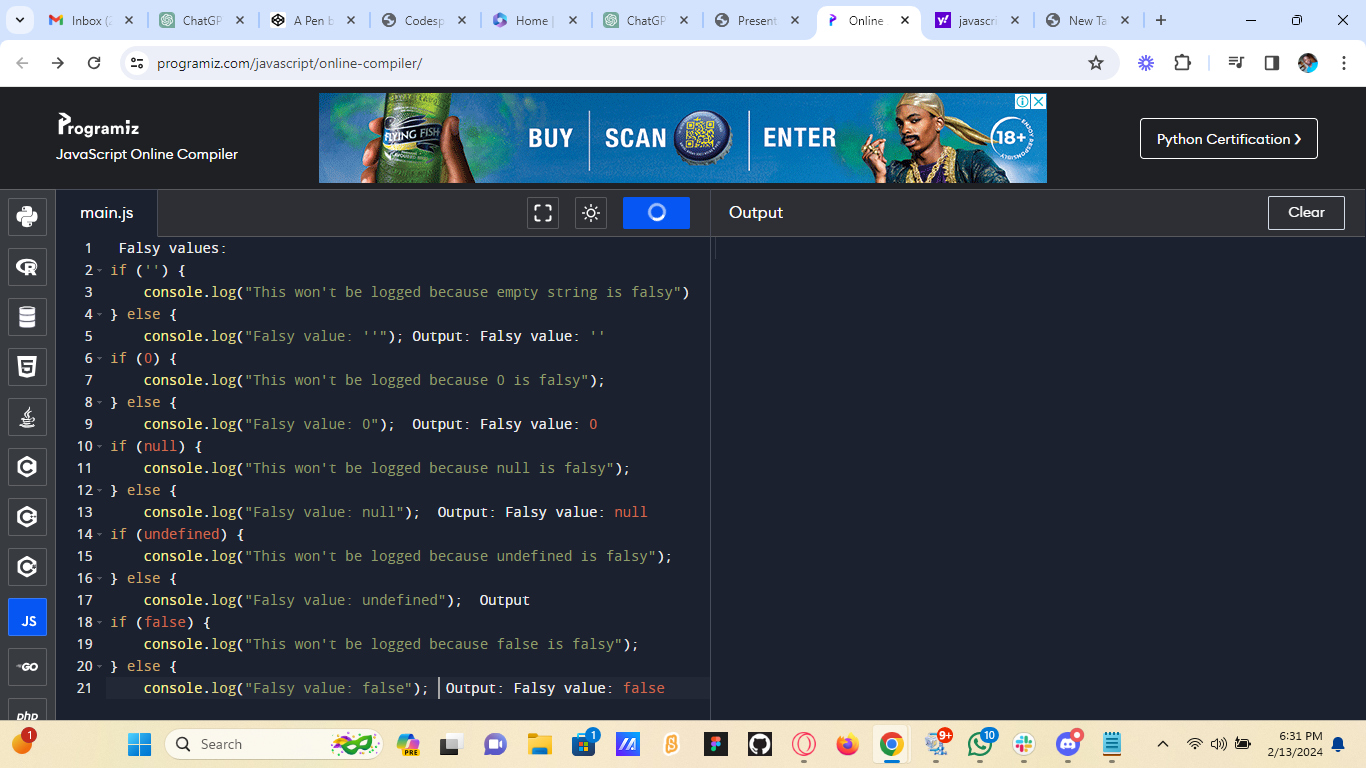 Inbox (2
ChatGP
A Pen b
Codesp
Home |
ChatGP
Present
Online
javascri
New Ta
programiz.com/javascript/online-compiler/
Programiz
JavaScript Online Compiler
FLYING FISH
BUY
SCAN
ENTER
18+
ENJOY RESPONSIBLY
Python Certification ›
main.js
Output
Clear
1 Falsy values:
2 if ('') {
3 console.log("This won't be logged because empty string is falsy")
4 } else {
5 console.log("Falsy value: ''"); Output: Falsy value: ''
6 if (0) {
7 console.log("This won't be logged because 0 is falsy");
8 } else {
9 console.log("Falsy value: 0");  Output: Falsy value: 0
10 if (null) {
11 console.log("This won't be logged because null is falsy");
12 } else {
13 console.log("Falsy value: null");  Output: Falsy value: null
14 if (undefined) {
15 console.log("This won't be logged because undefined is falsy");
16 } else {
17 console.log("Falsy value: undefined");  Output
18 if (false) {
19 console.log("This won't be logged because false is falsy");
20 } else {
21 console.log("Falsy value: false");  Output: Falsy value: false
JS
GO
php
1
Search
PRE
1
9+
10
6:31 PM
2/13/2024